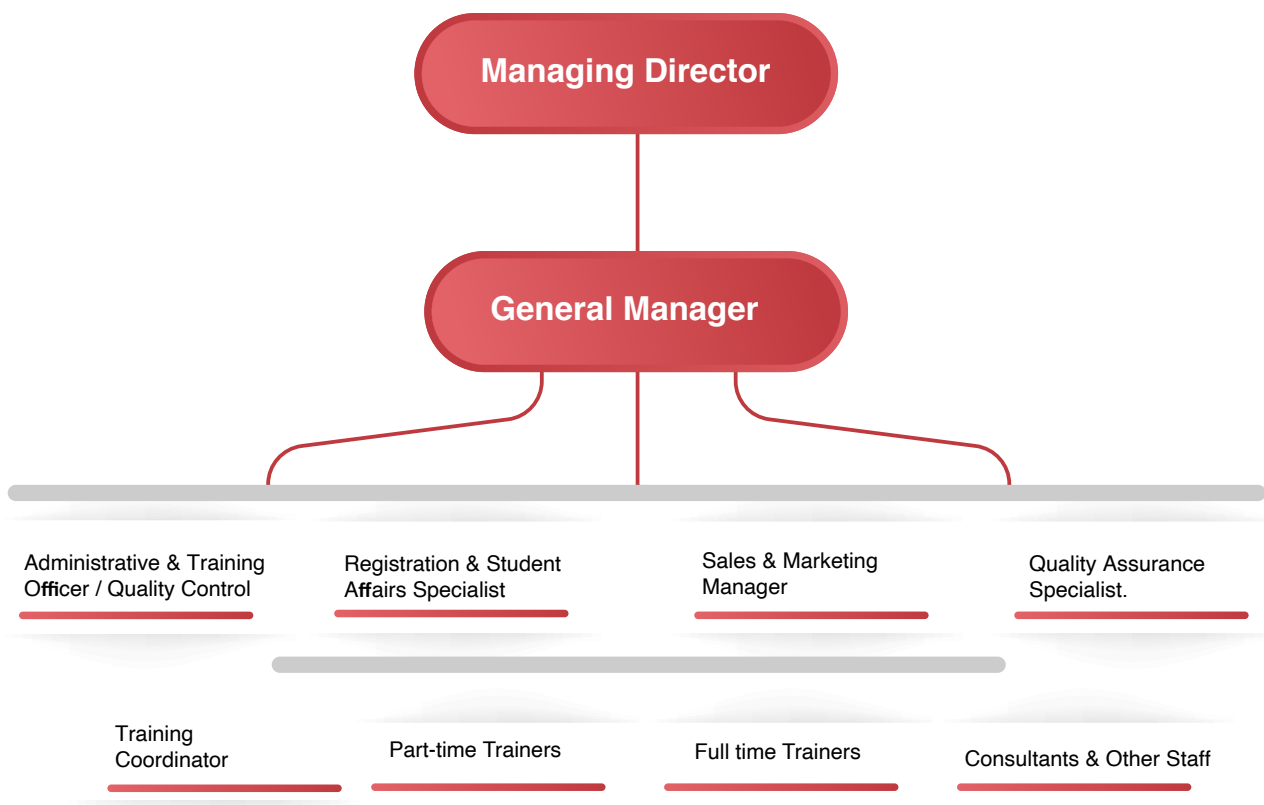 Managing Director
General Manager
Administrative & Training
Officer / Quality Control
Registration & Student
Affairs Specialist
Sales & Marketing
Manager
Quality Assurance
Specialist.
Training
Coordinator
Part-time Trainers
Full time Trainers
Consultants & Other Staff